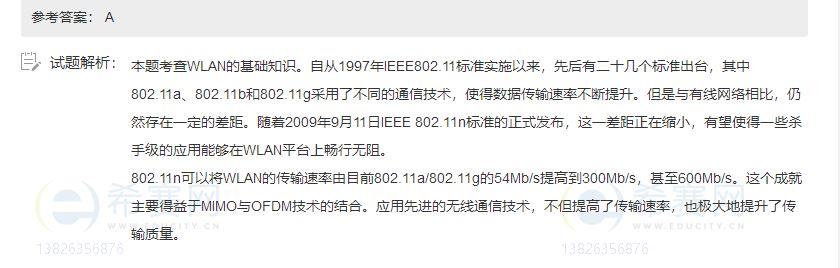 参考答案： A
试题解析： 本题考查WLAN的基础知识。自从1997年IEEE802.11标准实施以来，先后有二十几个标准出台，其中
802.11a、802.11b和802.11g采用了不同的通信技术，使得数据传输速率不断提升。但是与有线网络相比，仍
然存在一定的差距。随着2009年9月11日IEEE 802.11n标准的正式发布，这一差距正在缩小，有望使得一些杀
手级的应用能够在WLAN平台上畅行无阻。
802.11n可以将WLAN的传输速率由目前802.11a/802.11g的54Mb/s提高到300Mb/s，甚至600Mb/s。这个成就
主要得益于MIMO与OFDM技术的结合。应用先进的无线通信技术，不但提高了传输速率，也极大地提升了传
输质量。
希赛网 希赛网
WWW.EDUCITY.CN WWW.EDUCITY.CN
13826356876 13826356876